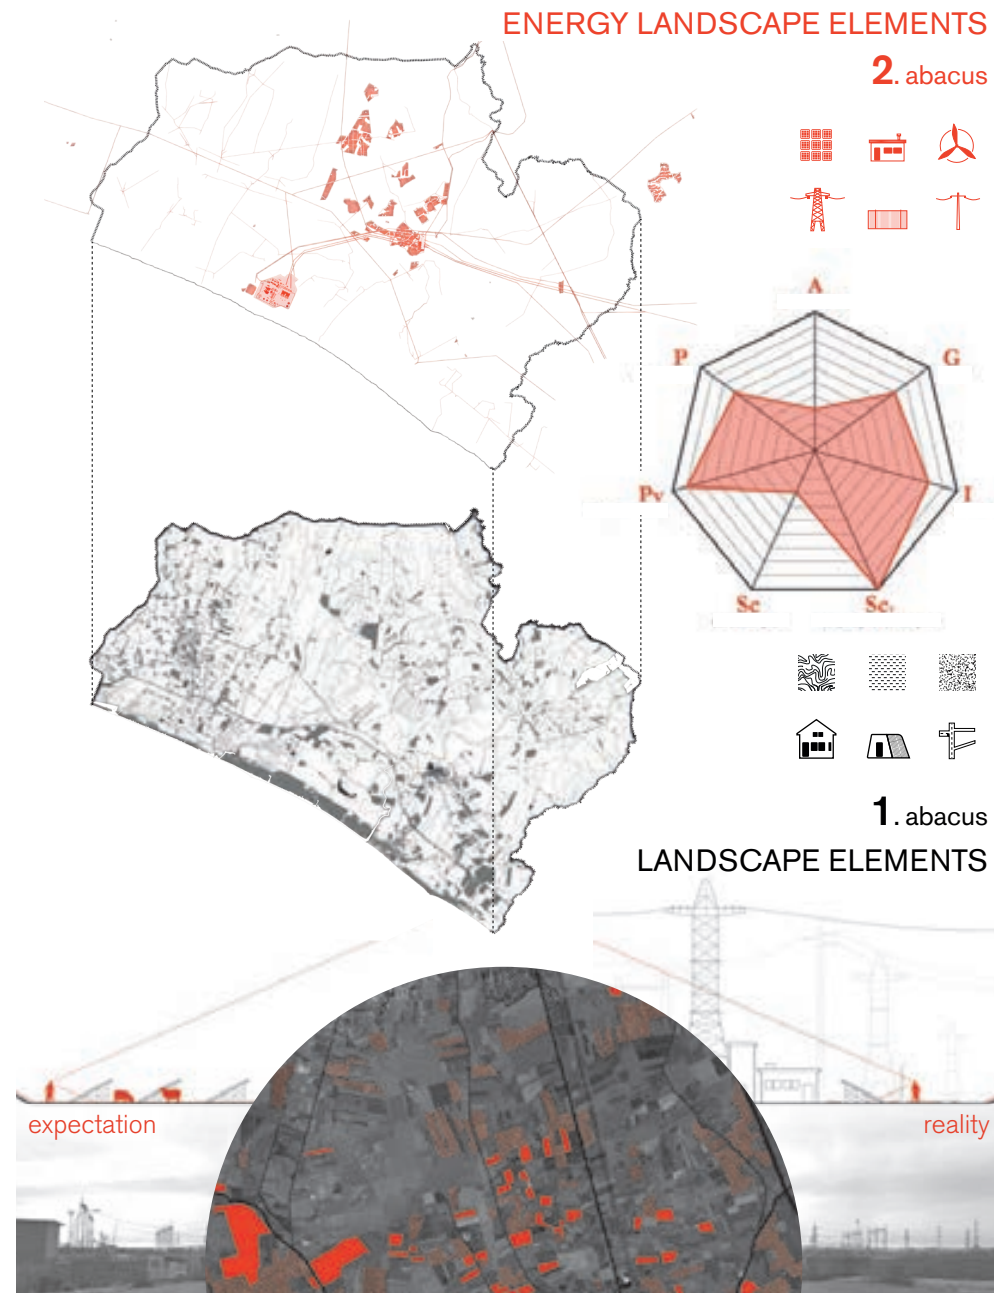 ENERGY LANDSCAPE ELEMENTS
2. abacus
A
P
G
Pv
I
Sc
Sc.
1. abacus
LANDSCAPE ELEMENTS
expectation
reality